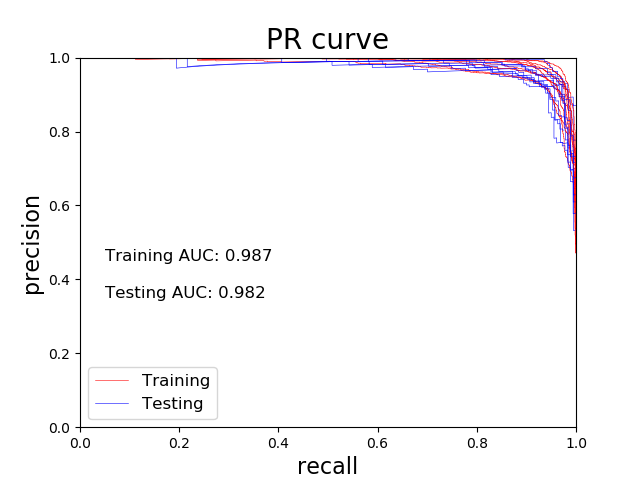 PR curve
1.0
0.8
0.6
0.4
0.2
0.0
precision
Training AUC: 0.987
Testing AUC: 0.982
Training
Testing
0.0 0.2 0.4 0.6 0.8 1.0
recall